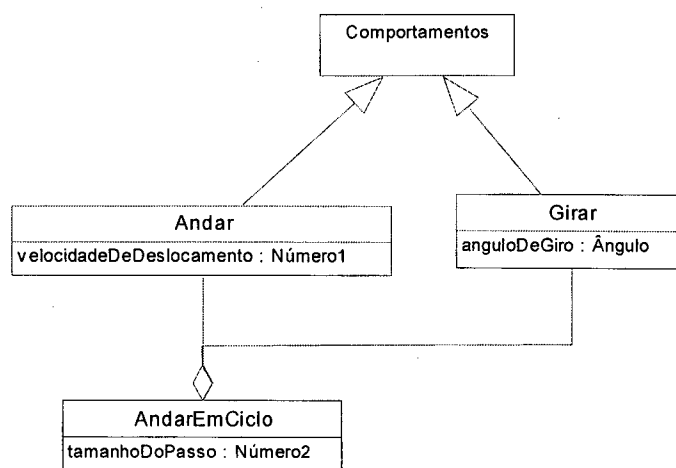 Comportamentos
Andar
velocidadeDeDeslocamento : Número1
Girar
anguloDeGiro : Ângulo
AndarEmCiclo
tamanhoDoPasso : Número2